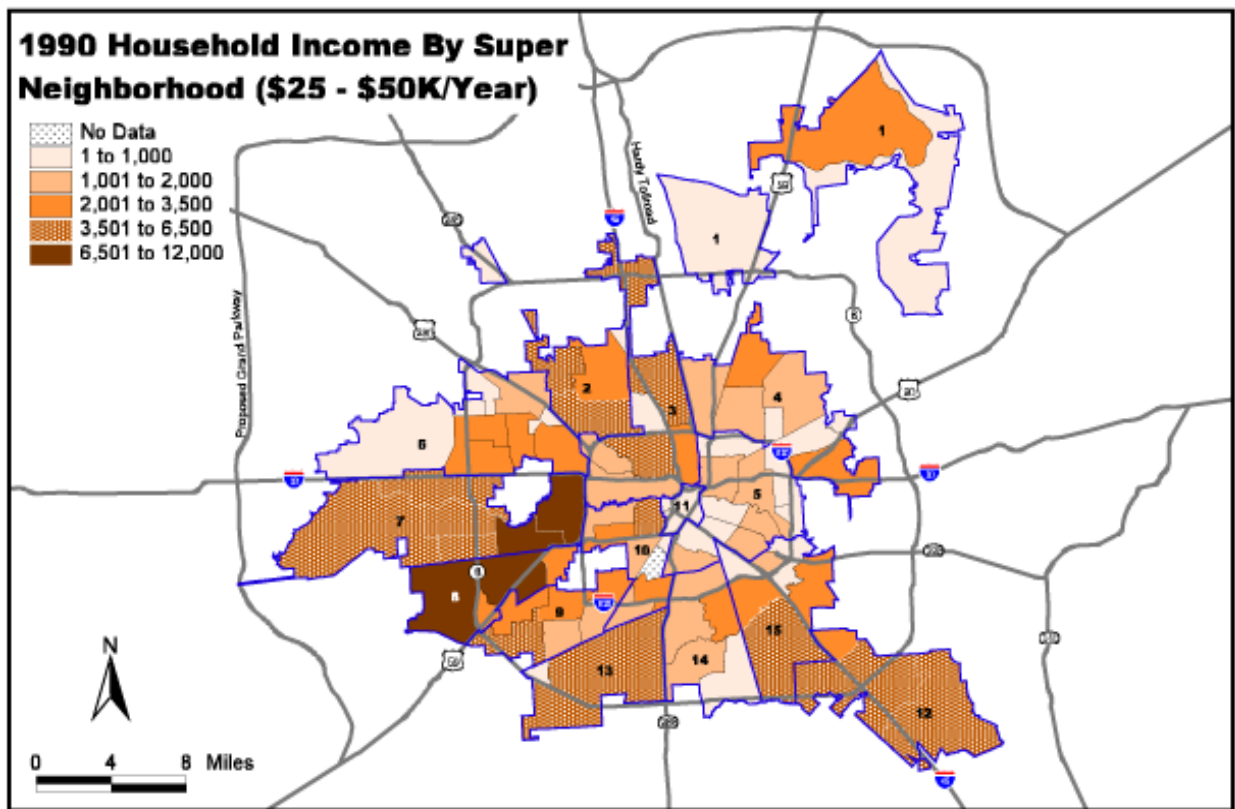 1990 Household Income By Super
Neighborhood ($25 - $50K/Year)
No Data
1 to 1,000
1,001 to 2,000
2,001 to 3,500
3,501 to 6,500
6,501 to 12,000
Hardy Tollroad
Proposed Grand Parkway
1
1
2
3
4
6
5
7
11
10
8
9
15
13
14
12
59
45
N
0 4 8 Miles